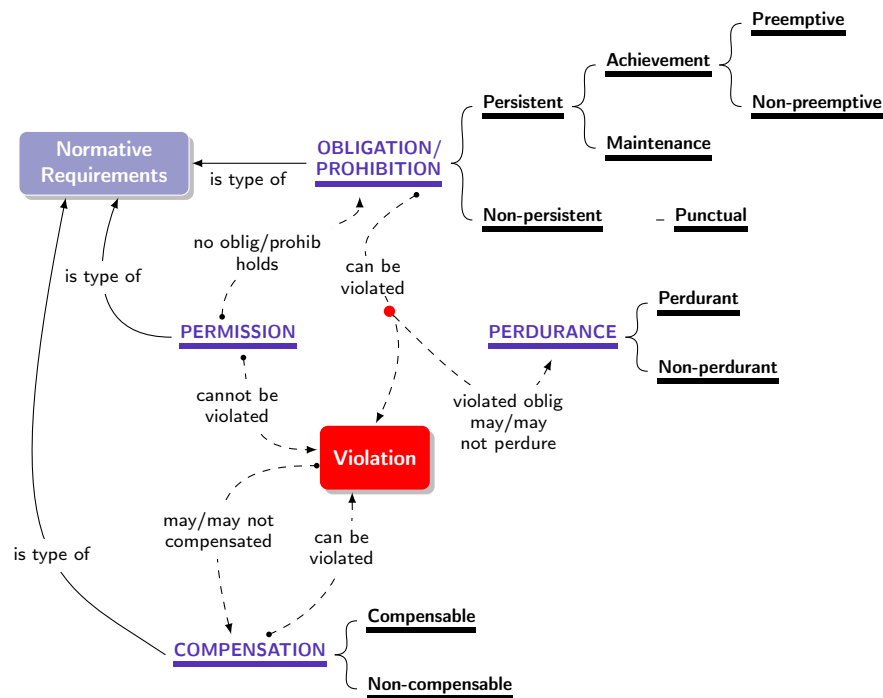 Preemptive
Achievement
Persistent
Non-preemptive
Normative
Requirements
OBLIGATION/
PROHIBITION
is type of
Maintenance
Non-persistent
Punctual
no oblig/prohib
holds
can be
violated
is type of
Perdurant
PERMISSION
PERDURANCE
Non-perdurant
cannot be
violated
violated oblig
may/may
not perdure
Violation
may/may not
compensated
can be
violated
is type of
Compensable
COMPENSATION
Non-compensable